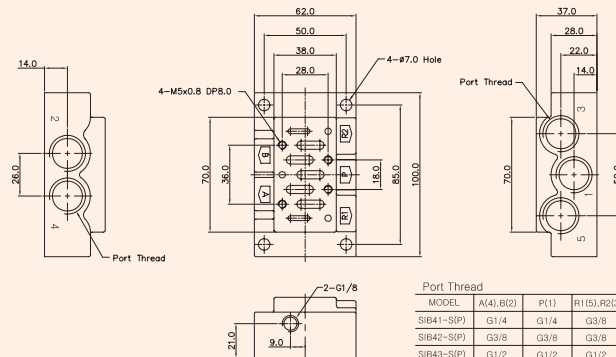 62.0
50.0
38.0
28.0
4-ø7.0 Hole
4-M5x0.8 DP8.0
14.0
26.0
2
4
Port Thread
70.0
36.0
B
A
R2
P
R1
18.0
85.0
100.0
37.0
28.0
22.0
14.0
Port Thread
70.0
3
1
5
2-G1/8
21.0
9.0
Port Thread
MODEL A(4),B(2) P(1) R1(5),R2(3
SIB41-S(P) G1/4 G1/4 G3/8
SIB42-S(P) G3/8 G3/8 G3/8
SIB43-S(P) G1/2 G1/2 G1/2